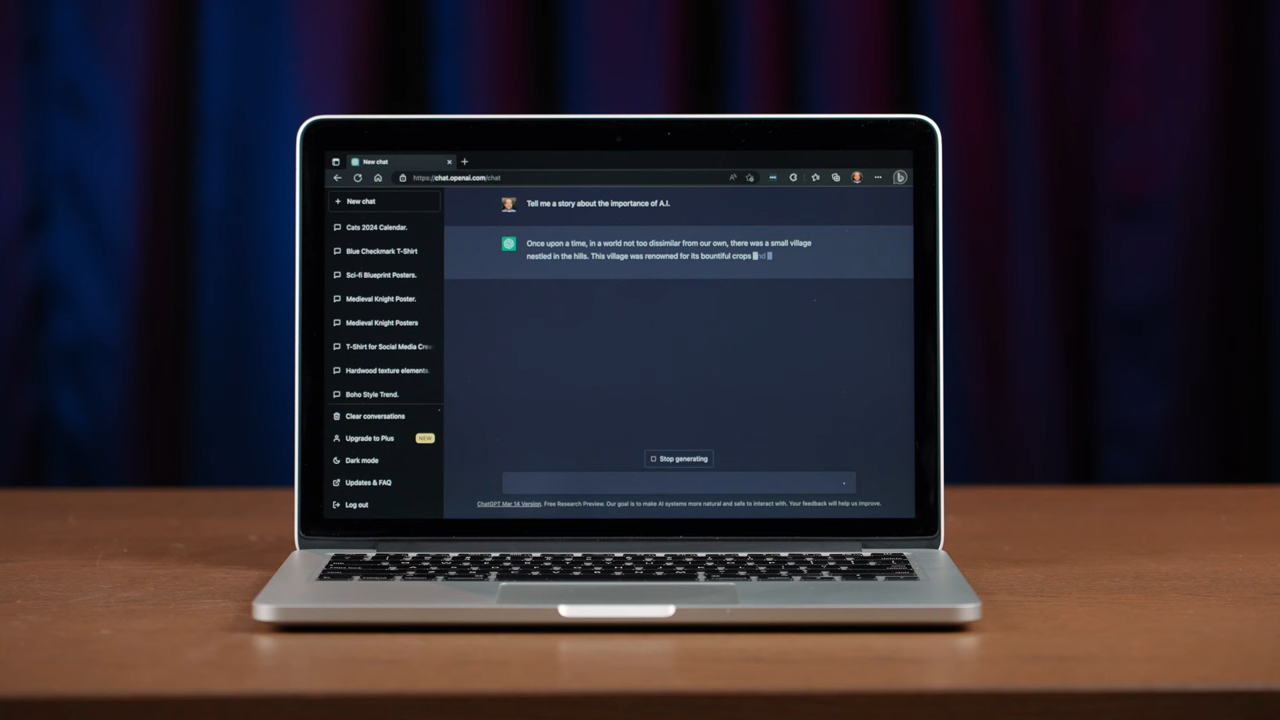 New chat
https://chat.openai.com/chat
New chat
Cats 2024 Calendar.
Blue Checkmark T-Shirt
Sci-fi Blueprint Posters.
Medieval Knight Poster.
Medieval Knight Posters
T-Shirt for Social Media Cre
Hardwood texture elements.
Boho Style Trend.
Clear conversations
Upgrade to Plus
NEW
Dark mode
Updates & FAQ
Log out
Tell me a story about the importance of A.I.
Once upon a time, in a world not too dissimilar from our own, there was a small village
nestled in the hills. This village was renowned for its bountiful crops
Stop generating
ChatGPT Mar 14 Version. Free Research Preview. Our goal is to make AI systems more natural and safe to interact with. Your feedback will help us improve.